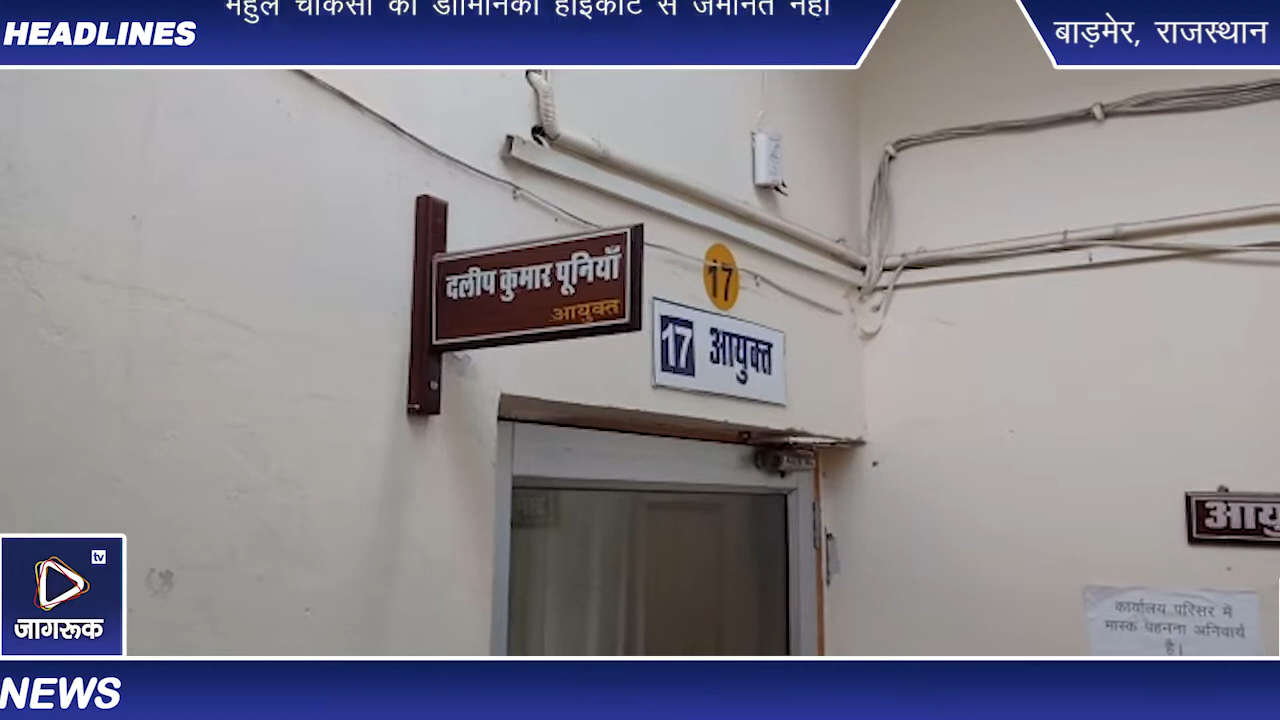 मेहुल चोकसी को डोमिनिका हाईकोर्ट से जमानत नहीं
HEADLINES
बाड़मेर, राजस्थान
दलीप कुमार पूनियाँ
आयुक्त
17
17 आयुक्त
कार्यालय परिसर में
मास्क पहनना अनिवार्य
है।
tv
जागरूक
NEWS